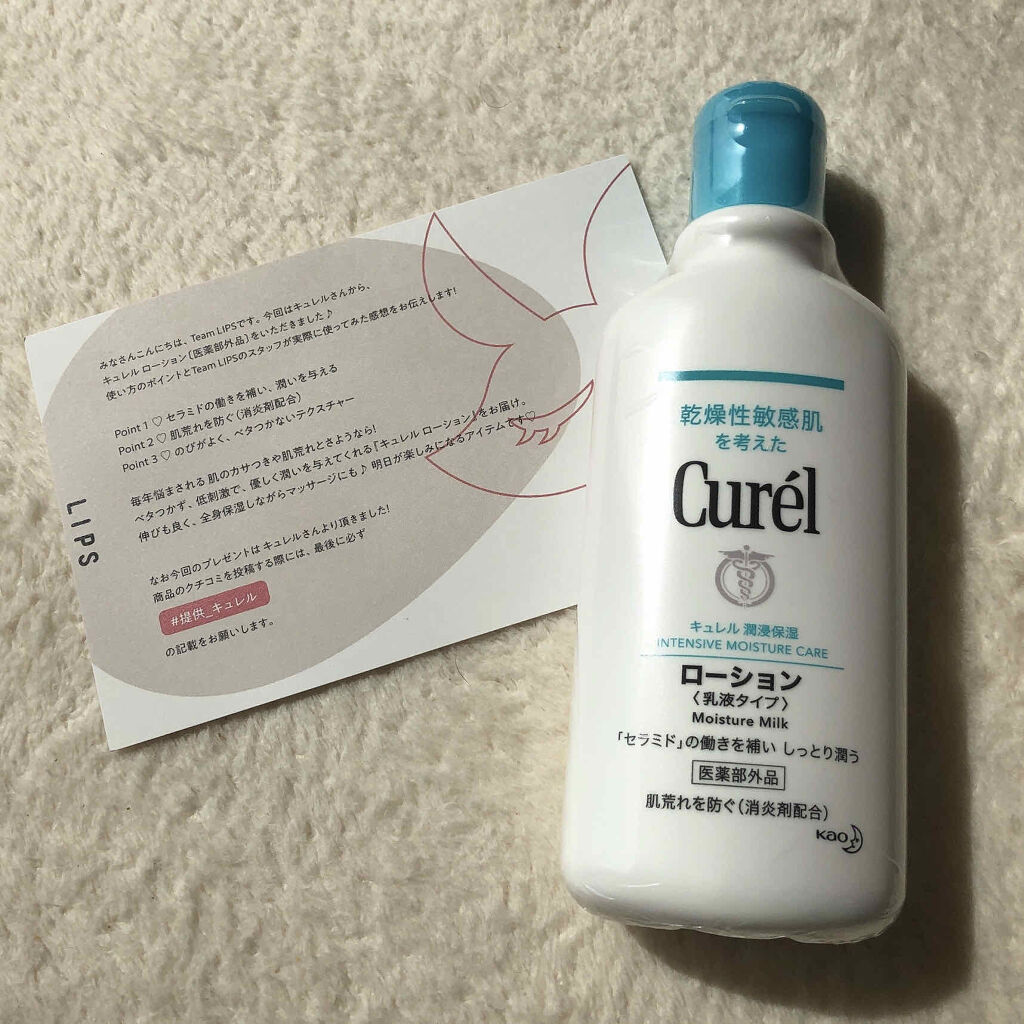 みなさんこんにちは、Team LIPSです。今回はキュレルさんから、
キュレル ローション〔医薬部外品〕をいただきました♪
使い方のポイントとTeam LIPSのスタッフが実際に使ってみた感想をお伝えします!
Point 1 ♡ セラミドの働きを補い、潤いを与える
Point 2 ♡ 肌荒れを防ぐ（消炎剤配合）
Point 3 ♡ のびがよく、ベタつかないテクスチャー
毎年悩まされる 肌のカサつきや肌荒れとさようなら!
ベタつかず、低刺激で、優しく潤いを与えてくれる「キュレル ローション」をお届け。
伸びも良く、全身保湿しながらマッサージにも♪ 明日が楽しみになるアイテムです♡
なお今回のプレゼントは キュレルさんより頂きました!
商品のクチコミを投稿する際には、最後に必ず
#提供_キュレル
の記載をお願いします。
LIPS
乾燥性敏感肌
を考えた
Curél
キュレル 潤浸保湿
INTENSIVE MOISTURE CARE
ローション
〈乳液タイプ〉
Moisture Milk
「セラミド」の働きを補い しっとり潤う
医薬部外品
肌荒れを防ぐ（消炎剤配合）
Kao